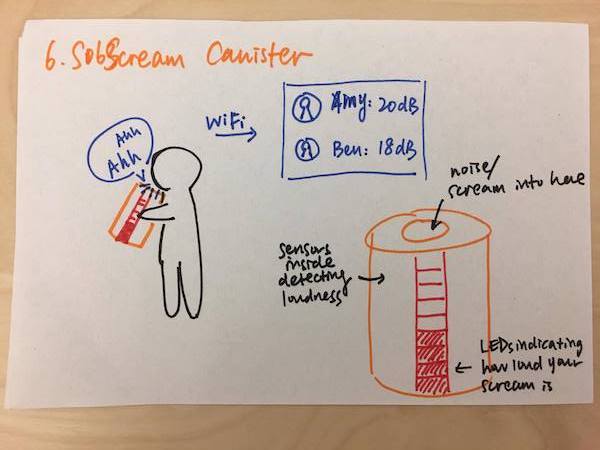 6. SobScream Canister
Ahh
Ahh
WiFi
Amy: 20dB
Ben: 18dB
noise/
scream into here
sensors
inside
detecting
loudness
LEDs indicating
how loud your
scream is